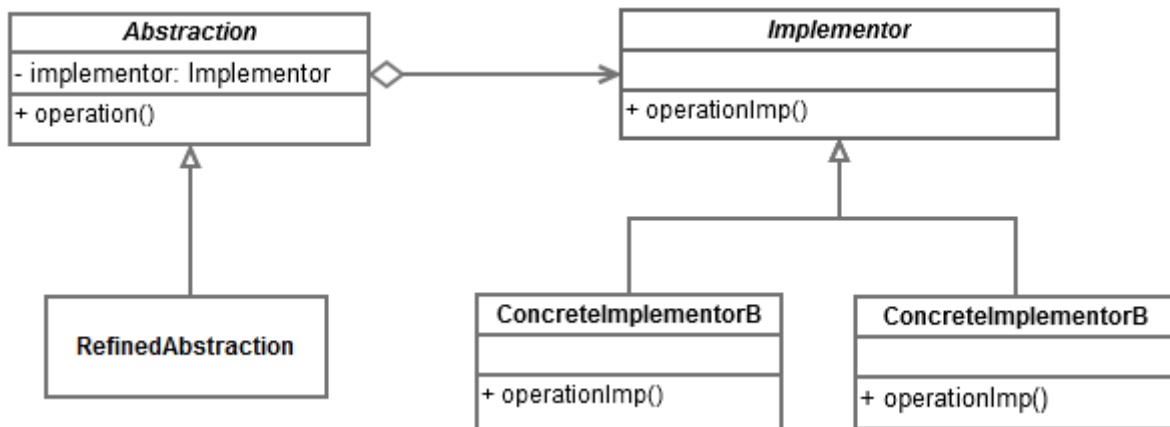 Abstraction
- implementor: Implementor
+ operation()
Implementor
+ operationImp()
RefinedAbstraction
ConcreteImplementorB
+ operationImp()
ConcreteImplementorB
+ operationImp()